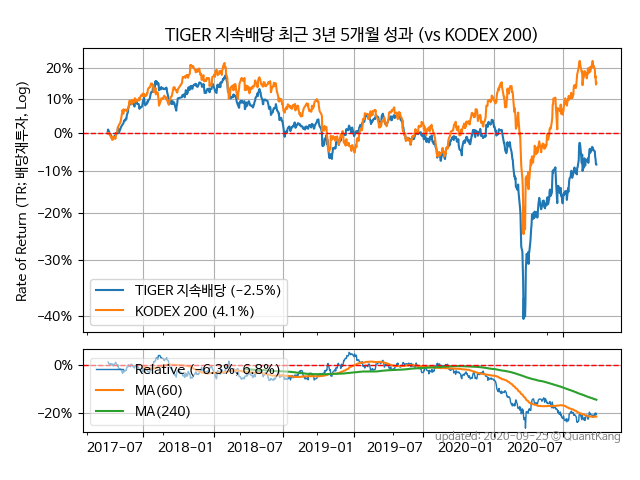 TIGER 지속배당 최근 3년 5개월 성과 (vs KODEX 200)
Rate of Return (TR: 배당재투자, Log)
20%
10%
0%
−10%
−20%
−30%
−40%
TIGER 지속배당 (−2.5%)
KODEX 200 (4.1%)
0%
−20%
Relative (−6.3%, 6.8%)
MA(60)
MA(240)
2017-07
2018-01
2018-07
2019-01
2019-07
2020-01
2020-07
updated: 2020-09-25 © QuantKang